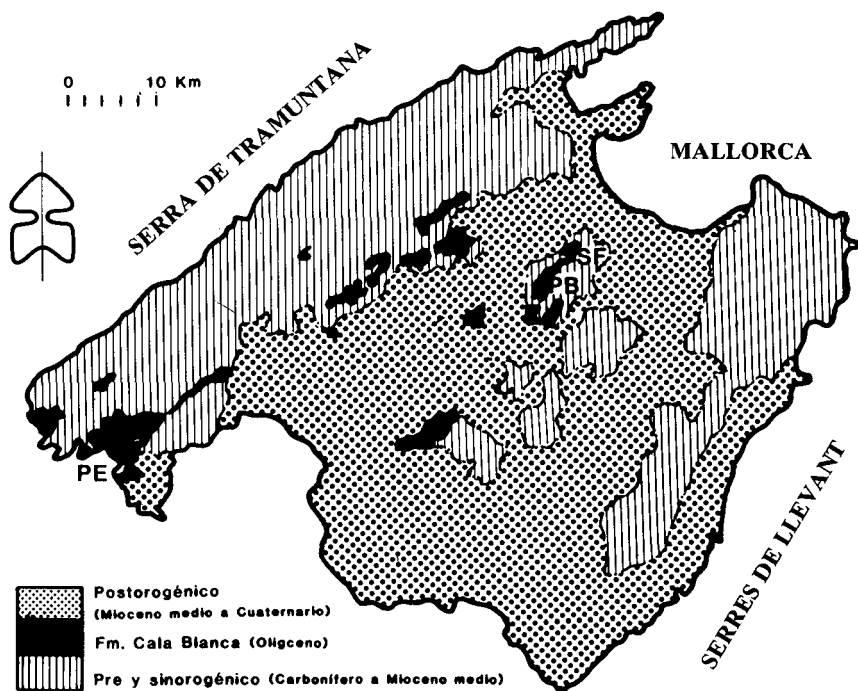 0 10 Km
SERRA DE TRAMUNTANA
MALLORCA
SF
PB
PE
SERRES DE LLEVANT
Postorogénico
(Mioceno medio a Cuaternario)
Fm. Cala Blanca (Oligceno)
Pre y sinorogénico (Carbonífero a Mioceno medio)